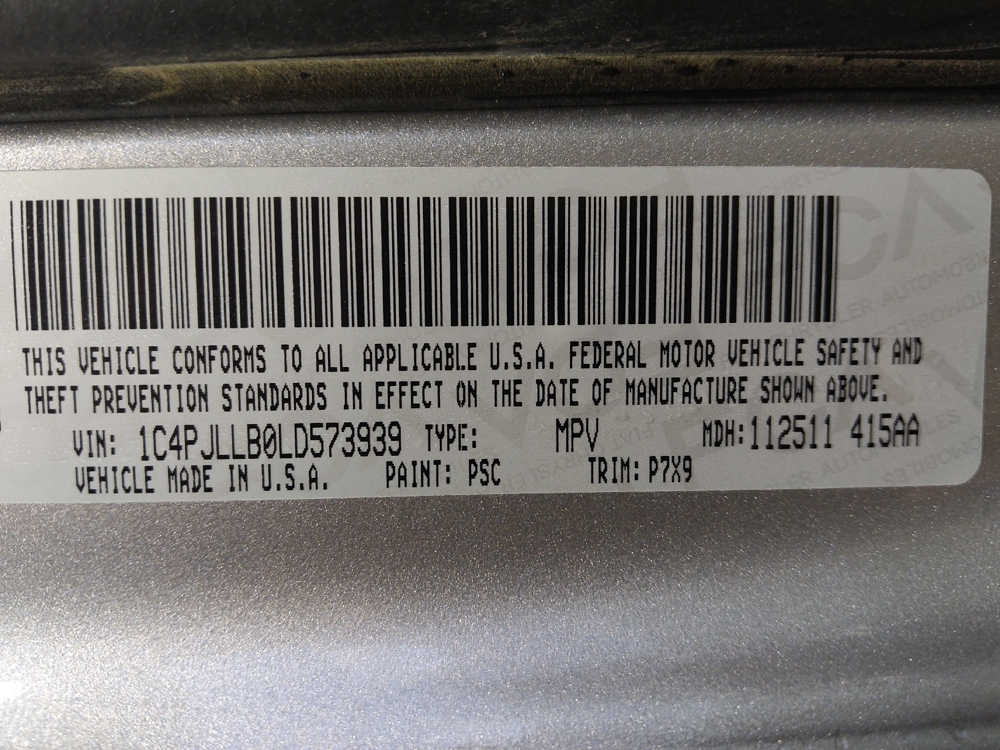 THIS VEHICLE CONFORMS TO ALL APPLICABLE U.S.A. FEDERAL MOTOR VEHICLE SAFETY AND
THEFT PREVENTION STANDARDS IN EFFECT ON THE DATE OF MANUFACTURE SHOWN ABOVE.
VIN: 1C4PJLLB0LD573939 TYPE: MPV MDH:112511 415AA
VEHICLE MADE IN U.S.A. PAINT: PSC TRIM: P7X9